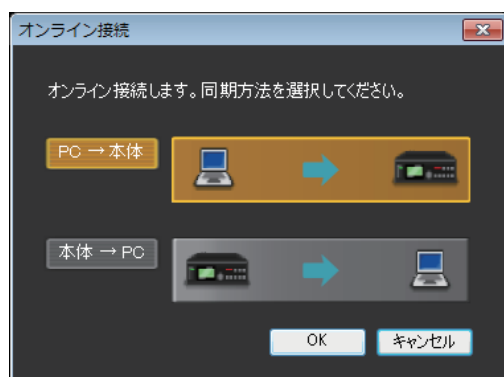 オンライン接続
オンライン接続します。同期方法を選択してください。
PC → 本体
本体 → PC
OK
キャンセル